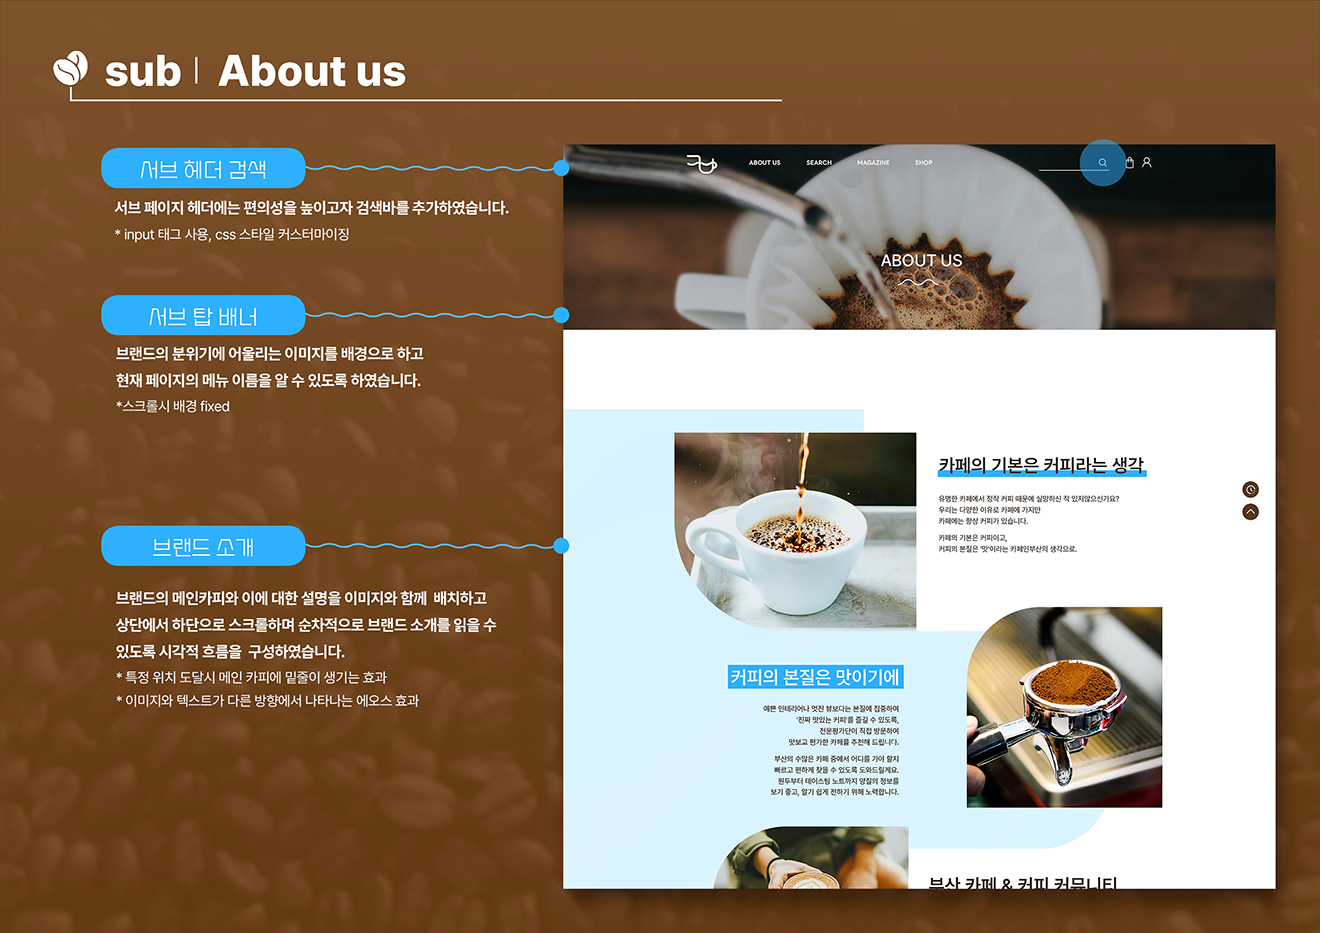 sub | About us
서브 헤더 검색
서브 페이지 헤더에는 편의성을 높이고자 검색바를 추가하였습니다.
* input 태그 사용, css 스타일 커스터마이징
서브 탑 배너
브랜드의 분위기에 어울리는 이미지를 배경으로 하고
현재 페이지의 메뉴 이름을 알 수 있도록 하였습니다.
*스크롤시 배경 fixed
브랜드 소개
브랜드의 메인카피와 이에 대한 설명을 이미지와 함께 배치하고
상단에서 하단으로 스크롤하며 순차적으로 브랜드 소개를 읽을 수
있도록 시각적 흐름을 구성하였습니다.
* 특정 위치 도달시 메인 카피에 밑줄이 생기는 효과
* 이미지와 텍스트가 다른 방향에서 나타나는 에오스 효과
ABOUT US SEARCH MAGAZINE SHOP
ABOUT US
카페의 기본은 커피라는 생각
유명한 카페에서 정작 커피 때문에 실망하신 적 있지않으신가요?
우리는 다양한 이유로 카페에 가지만
카페에는 항상 커피가 있습니다.
카페의 기본은 커피이고,
커피의 본질은 '맛'이라는 카페인부산의 생각으로.
커피의 본질은 맛이기에
예쁜 인테리어나 멋진 뷰보다는 본질에 집중하여
'진짜 맛있는 커피'를 즐길 수 있도록,
전문평가단이 직접 방문하여
맛보고 평가한 카페를 추천해 드립니다.
부산의 수많은 카페 중에서 어디를 가야 할지
빠르고 편하게 찾을 수 있도록 도와드릴게요.
원두부터 테이스팅 노트까지 양질의 정보를
보기 좋고, 알기 쉽게 전하기 위해 노력합니다.
부산 카페 & 커피 커뮤니티